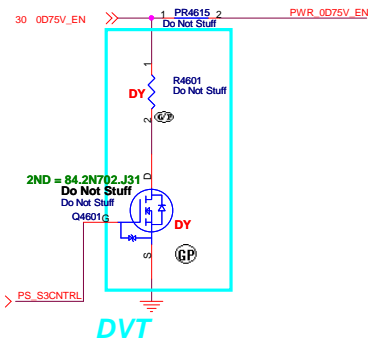 30 0D75V_EN
1 PR4615 2
Do Not Stuff
PWR_0D75V_EN
1
R4601
Do Not Stuff
DY
2
G/P
2ND = 84.2N702.J31
D
Do Not Stuff
Do Not Stuff
Q4601
G
DY
S
GP
PS_S3CNTRL
DVT